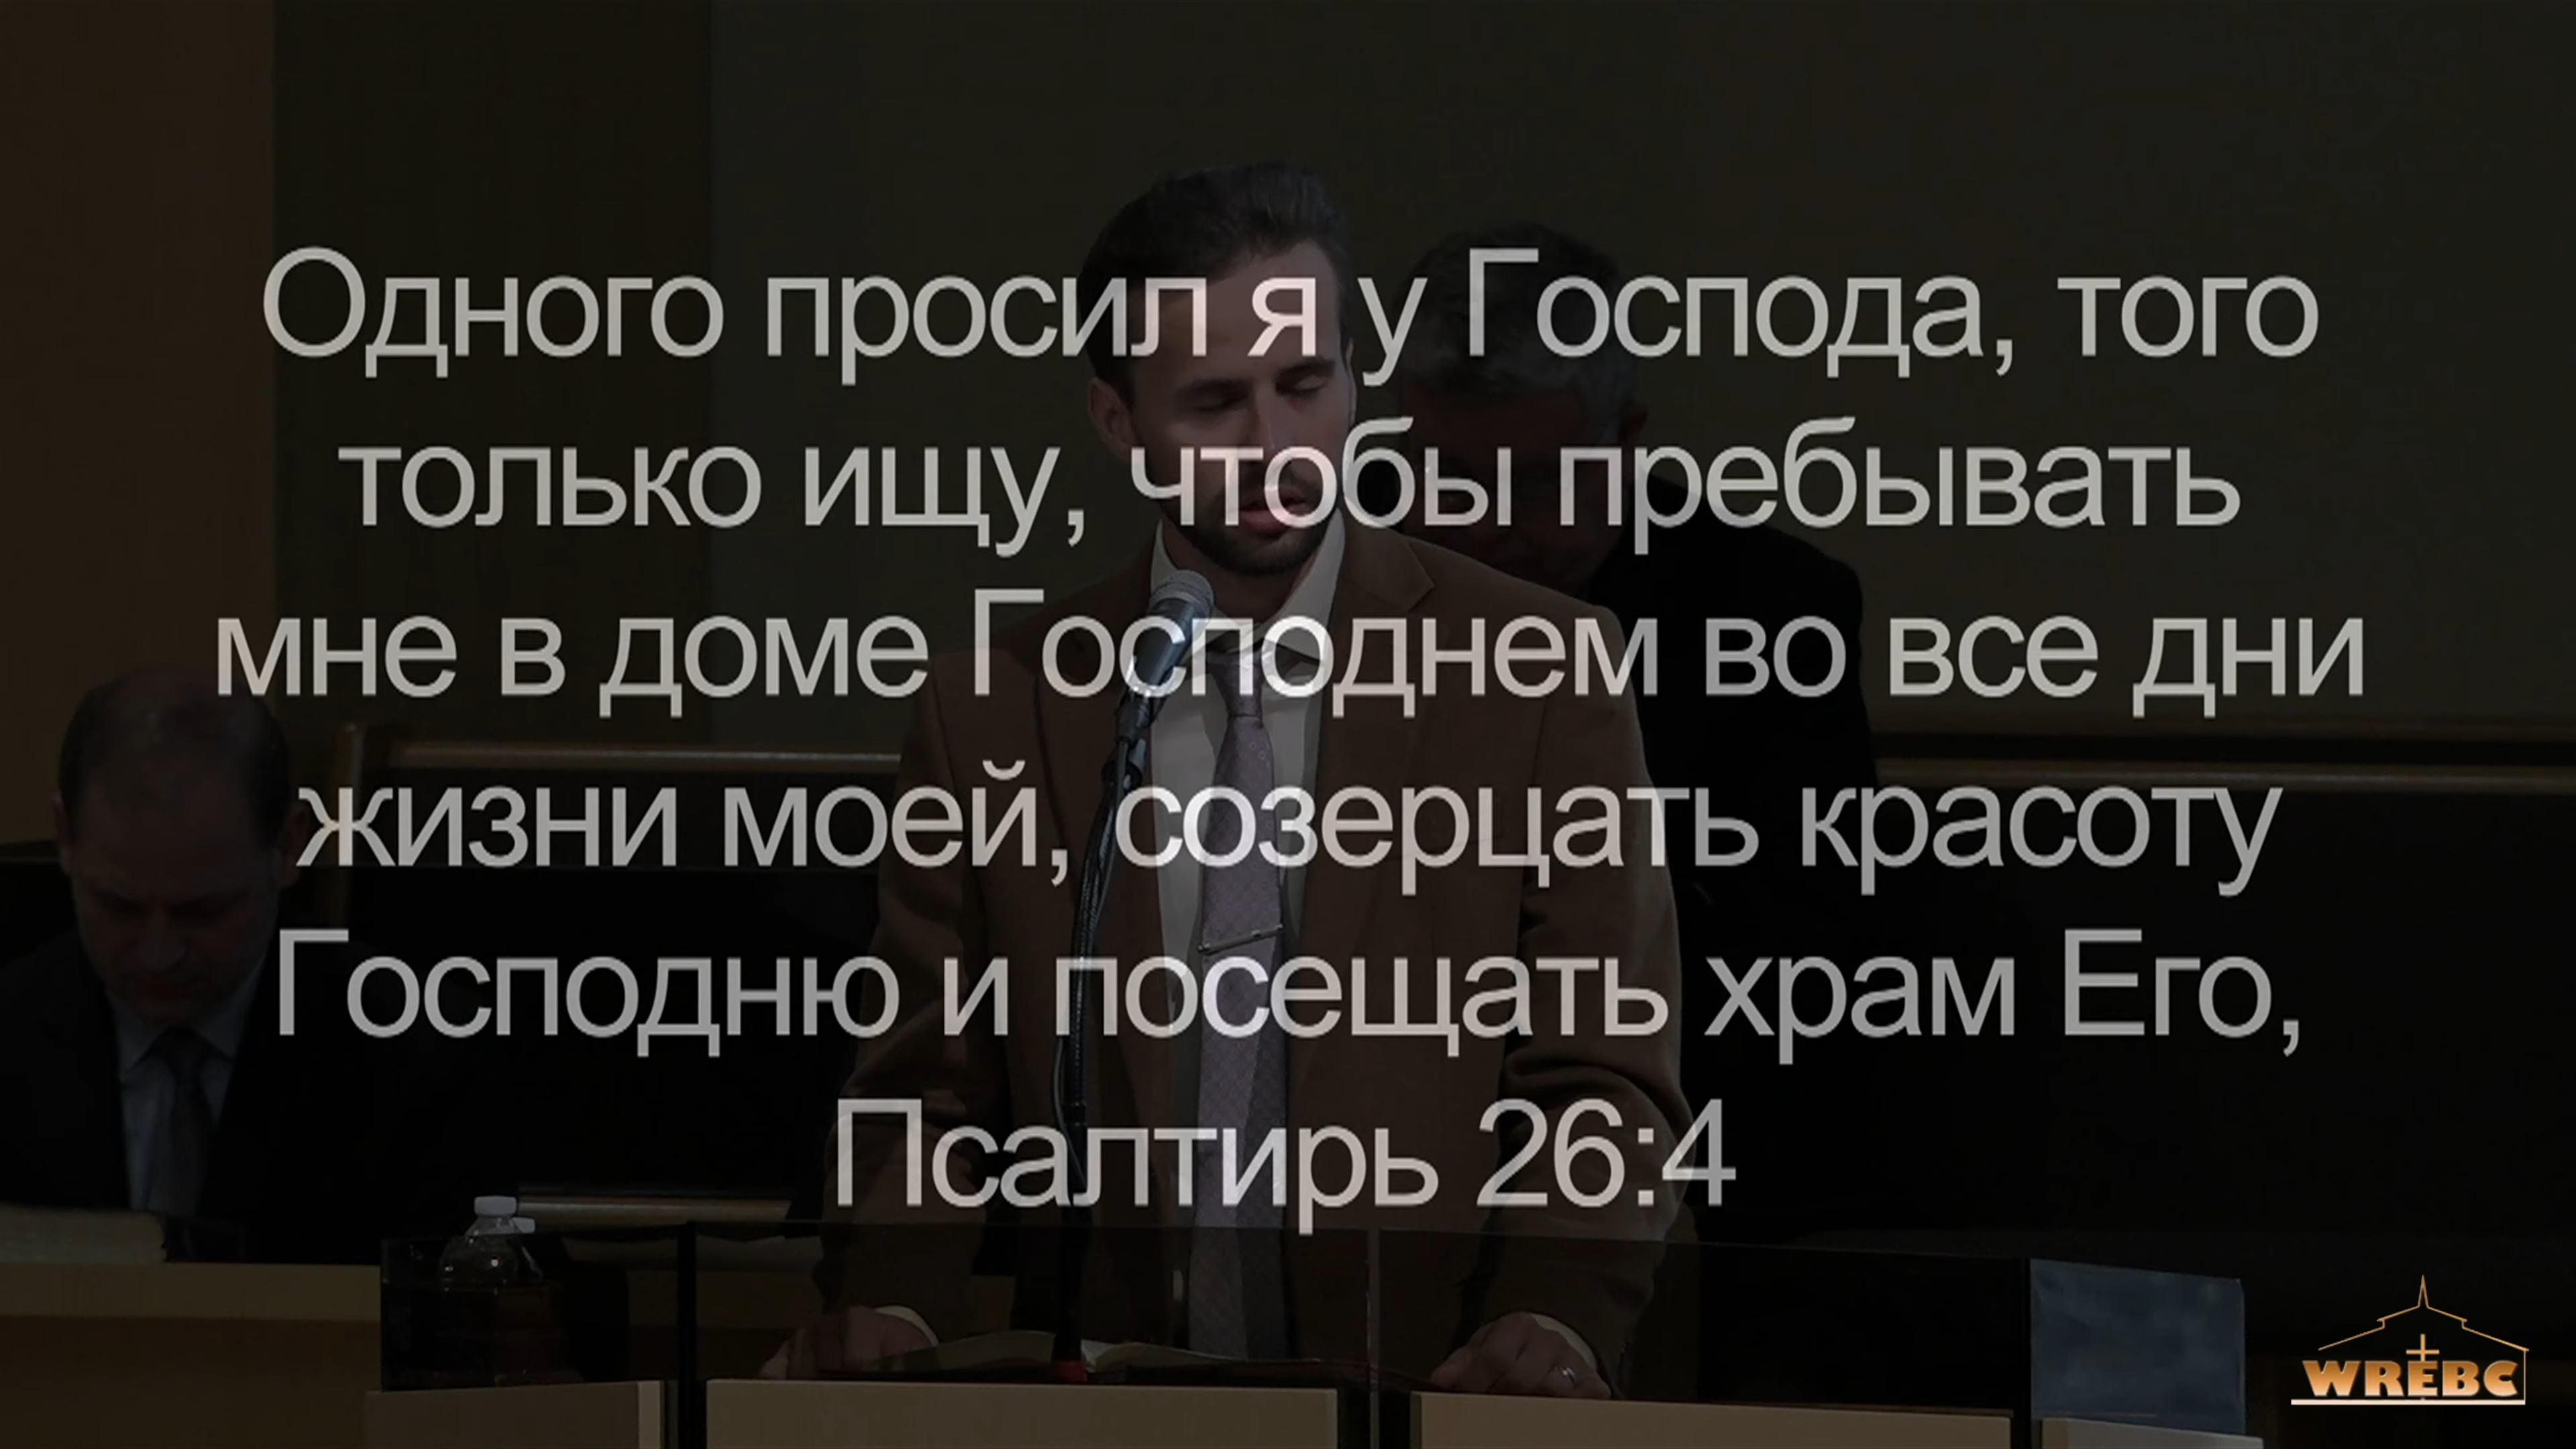 Одного просил я у Господа, того
только ищу, чтобы пребывать
мне в доме Господнем во все дни
жизни моей, созерцать красоту
Господню и посещать храм Его,
Псалтирь 26:4
WREBC